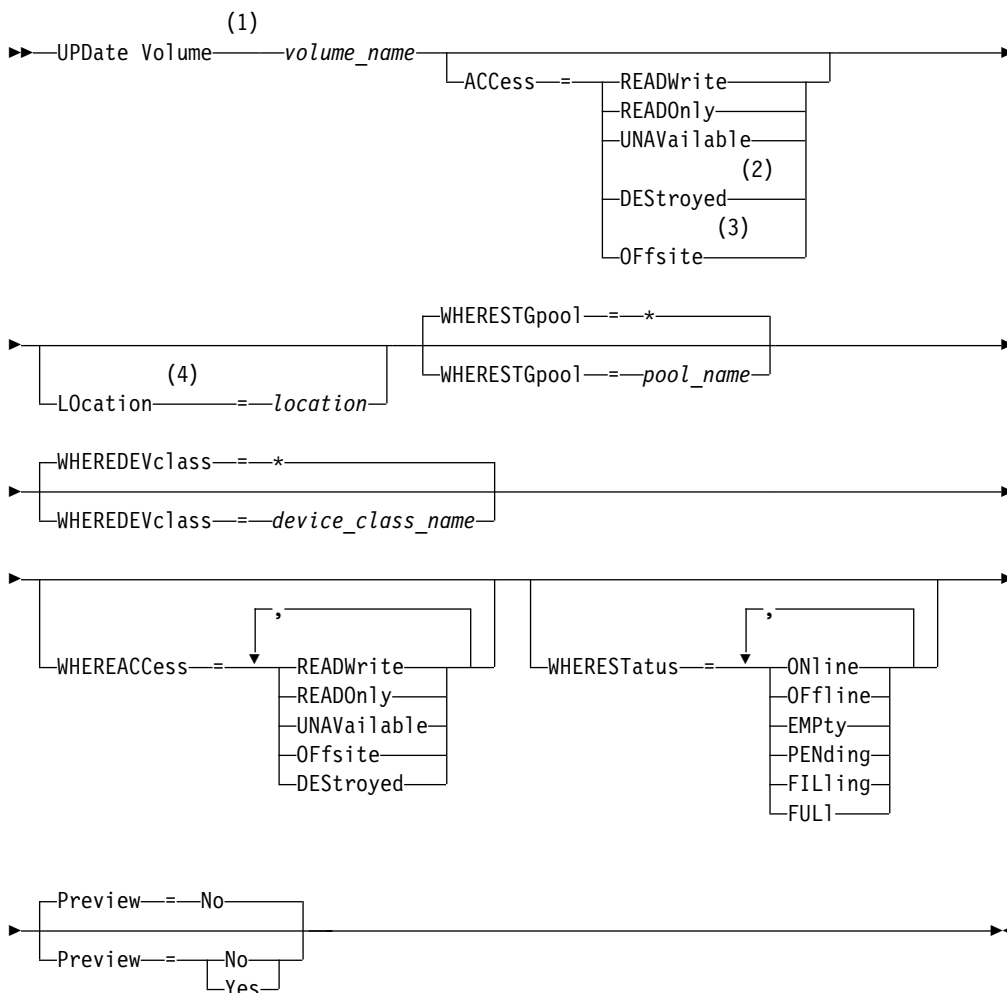 (1)
UPDate Volume volume_name
ACCess = READWrite
READOnly
UNAVailable
(2)
DEStroyed
(3)
OFfsite
WHERESTGpool = *
(4)
LOcation = location
WHERESTGpool = pool_name
WHEREDEVclass = *
WHEREDEVclass = device_class_name
,
WHEREACCess = READWrite
READOnly
UNAVailable
OFfsite
DEStroyed
,
WHERESTatus = ONline
OFfline
EMPty
PENding
FILling
FULl
Preview = No
Preview = No
Yes